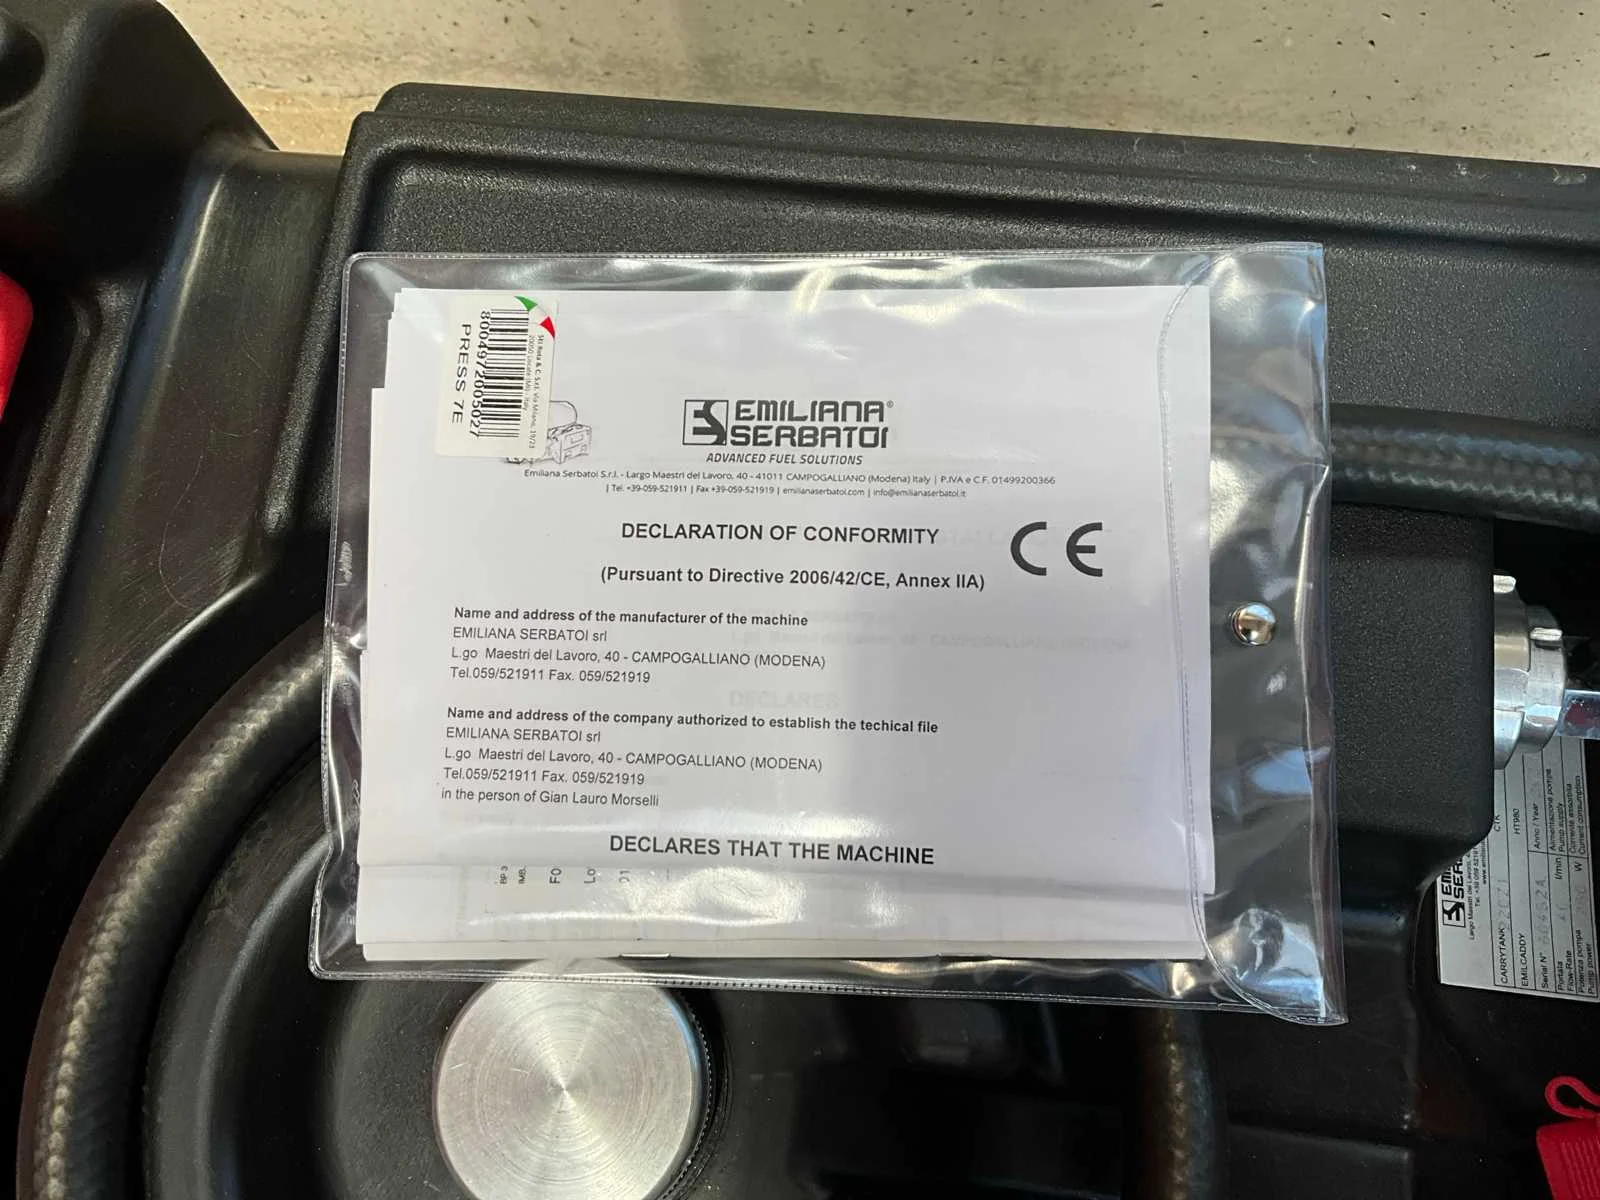 8004972005027
PRESS 7E
EMILIANA®
SERBATOI
ADVANCED FUEL SOLUTIONS
Emiliana Serbatoi S.r.l. - Largo Maestri del Lavoro, 40 - 41011 CAMPOGALLIANO (Modena) Italy | P.IVA e C.F. 01499200366
| Tel. +39-059-521911 | Fax +39-059-521919 | emilianaserbatoi.com | info@emilianaserbatoi.it
DECLARATION OF CONFORMITY
CE
(Pursuant to Directive 2006/42/CE, Annex IIA)
Name and address of the manufacturer of the machine
EMILIANA SERBATOI srl
L.go Maestri del Lavoro, 40 - CAMPOGALLIANO (MODENA)
Tel.059/521911 Fax. 059/521919
Name and address of the company authorized to establish the techical file
EMILIANA SERBATOI srl
L.go Maestri del Lavoro, 40 - CAMPOGALLIANO (MODENA)
Tel.059/521911 Fax. 059/521919
in the person of Gian Lauro Morselli
DECLARES THAT THE MACHINE
DECLARES
CARRYTANK
CTK
EMILCADDY
HT980
Serial N°
Anno / Year
Portata
Flow-Rate
l/min
Alimentazione pompa
Pump supply
Potenza pompa
Pump power
W
Corrente assorbita
Current consumption